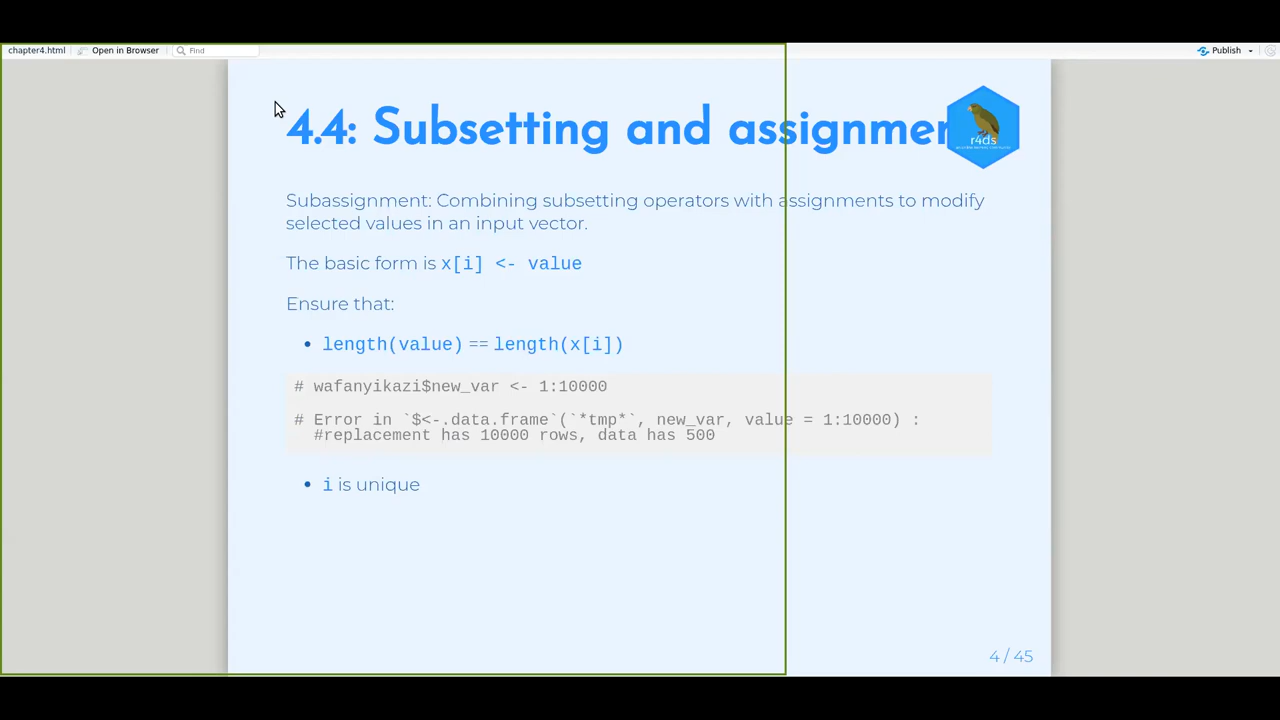 chapter4.html Open in Browser Find Publish
4.4: Subsetting and assignmen
r4ds
Subassignment: Combining subsetting operators with assignments to modify
selected values in an input vector.
The basic form is x[i] <- value
Ensure that:
• length(value) == length(x[i])
# wafanyikazi$new_var <- 1:10000
# Error in `$<-.data.frame`(`*tmp*`, new_var, value = 1:10000) :
#replacement has 10000 rows, data has 500
• i is unique
4 / 45